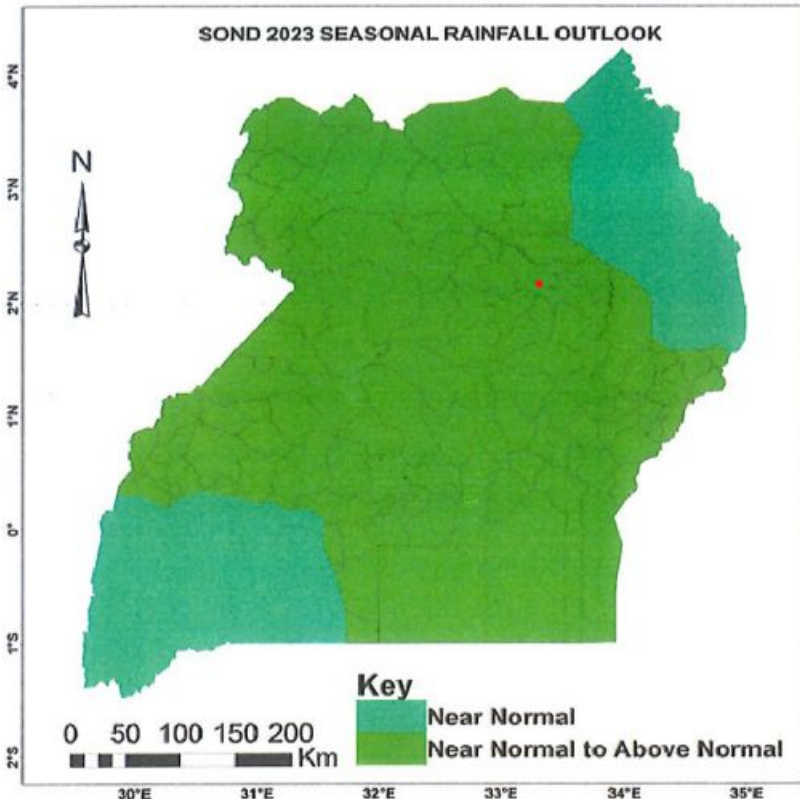 SOND 2023 SEASONAL RAINFALL OUTLOOK
4°N
3°N
2°N
1°N
0°
1°S
2°S
N
Key
Near Normal
Near Normal to Above Normal
0 50 100 150 200
Km
30°E 31°E 32°E 33°E 34°E 35°E